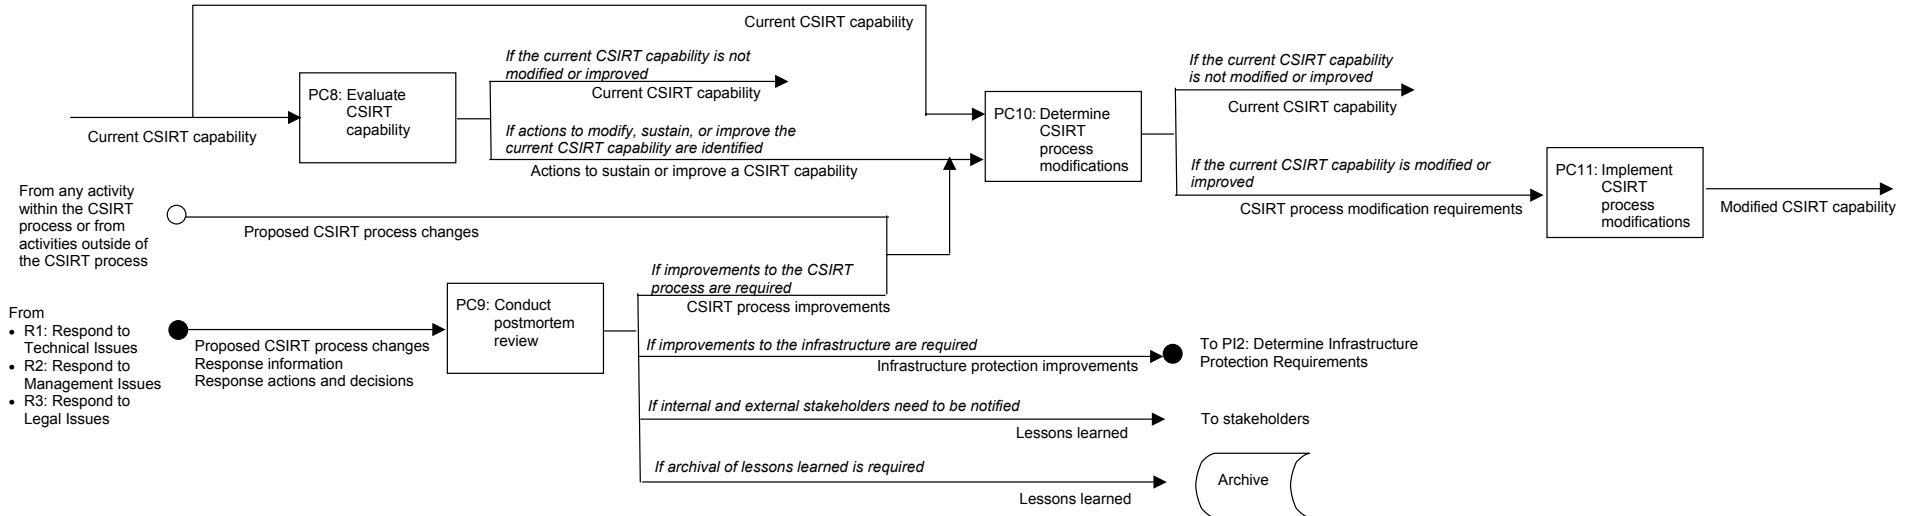 Current CSIRT capability
If the current CSIRT capability is not
modified or improved
Current CSIRT capability
PC8: Evaluate
CSIRT
capability
Current CSIRT capability
If actions to modify, sustain, or improve the
current CSIRT capability are identified
Actions to sustain or improve a CSIRT capability
PC10: Determine
CSIRT
process
modifications
If the current CSIRT capability
is not modified or improved
Current CSIRT capability
If the current CSIRT capability is modified or
improved
CSIRT process modification requirements
PC11: Implement
CSIRT
process
modifications
Modified CSIRT capability
From any activity
within the CSIRT
process or from
activities outside of
the CSIRT process
Proposed CSIRT process changes
From
• R1: Respond to
Technical Issues
• R2: Respond to
Management Issues
• R3: Respond to
Legal Issues
Proposed CSIRT process changes
Response information
Response actions and decisions
PC9: Conduct
postmortem
review
If improvements to the CSIRT
process are required
CSIRT process improvements
If improvements to the infrastructure are required
Infrastructure protection improvements
To PI2: Determine Infrastructure
Protection Requirements
If internal and external stakeholders need to be notified
Lessons learned
To stakeholders
If archival of lessons learned is required
Lessons learned
Archive